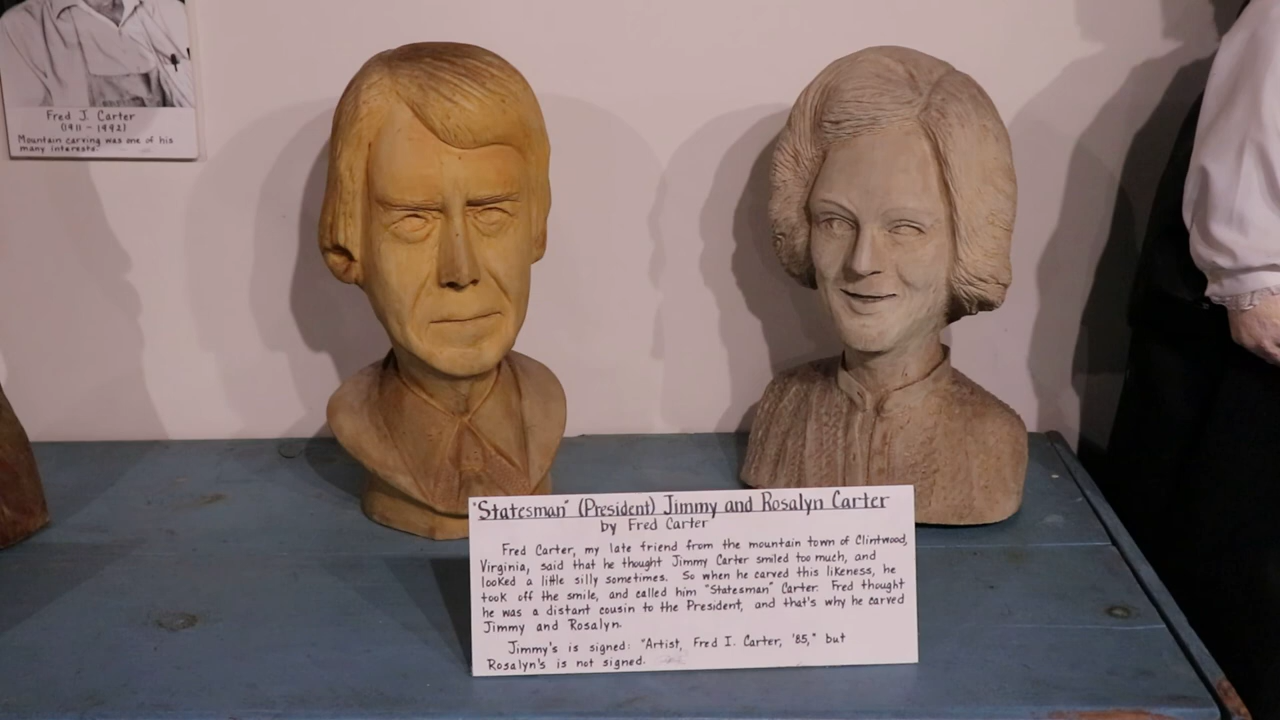 Fred J. Carter
(1911 - 1992)
Mountain carving was one of his
many interests.
"Statesman" (President) Jimmy and Rosalyn Carter
by Fred Carter
Fred Carter, my late friend from the mountain town of Clintwood,
Virginia, said that he thought Jimmy Carter smiled too much, and
looked a little silly sometimes. So when he carved this likeness, he
took off the smile, and called him "Statesman" Carter. Fred thought
he was a distant cousin to the President, and that's why he carved
Jimmy and Rosalyn.
Jimmy's is signed: "Artist, Fred I. Carter, '85," but
Rosalyn's is not signed.